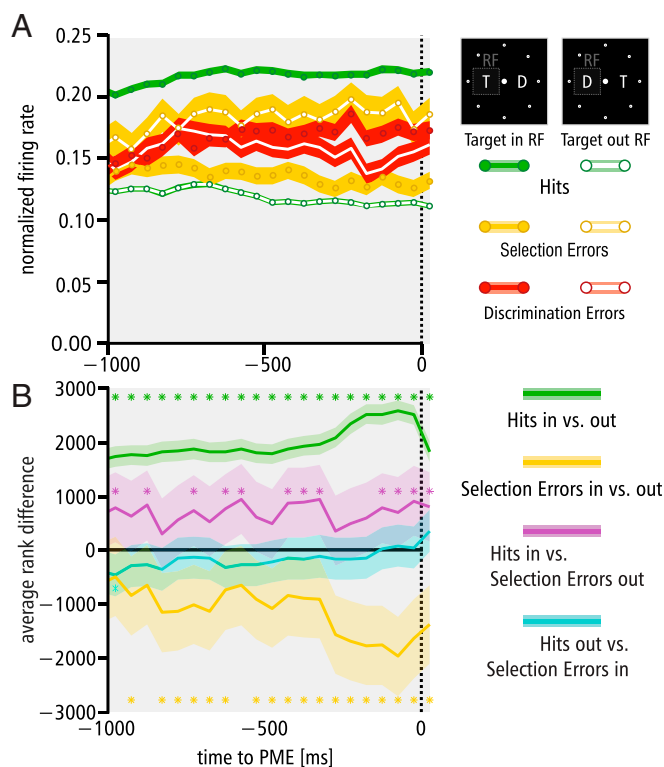 A
0.25
0.20
0.15
0.10
0.05
0.00
normalized firing rate
−1000
−500
0
RF
T
D
RF
D
T
Target in RF
Target out RF
Hits
Selection Errors
Discrimination Errors
B
3000
2000
1000
0
−1000
−2000
−3000
average rank difference
−1000
−500
0
time to PME [ms]
Hits in vs. out
Selection Errors in vs. out
Hits in vs.
Selection Errors out
Hits out vs.
Selection Errors in